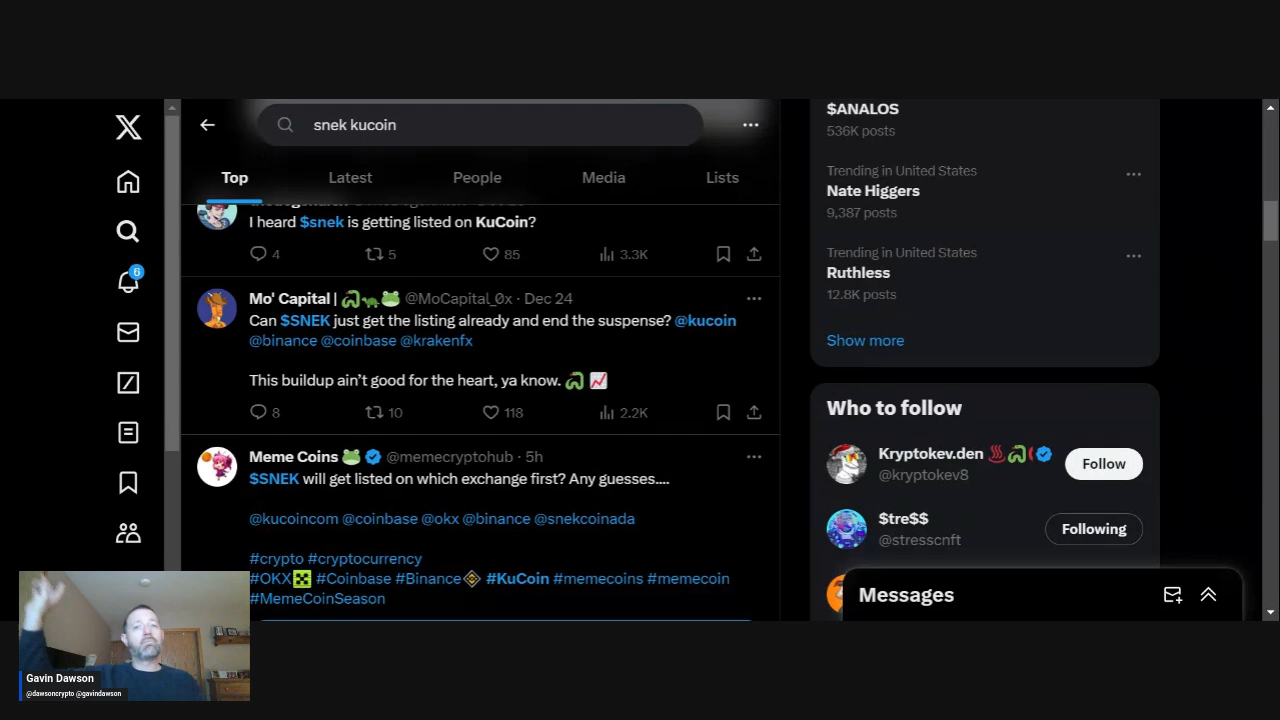 snek kucoin
Top
Latest
People
Media
Lists
I heard $snek is getting listed on KuCoin?
4
5
85
3.3K
Mo' Capital | @MoCapital_0x · Dec 24
Can $SNEK just get the listing already and end the suspense? @kucoin
@binance @coinbase @krakenfx
This buildup ain't good for the heart, ya know.
8
10
118
2.2K
Meme Coins @memecryptohub · 5h
$SNEK will get listed on which exchange first? Any guesses....
@kucoincom @coinbase @okx @binance @snekcoinada
#crypto #cryptocurrency
#OKX #Coinbase #Binance #KuCoin #memecoins #memecoin
#MemeCoinSeason
$ANALOS
536K posts
Trending in United States
Nate Higgers
9,387 posts
Trending in United States
Ruthless
12.8K posts
Show more
Who to follow
Kryptokev.den
@kryptokev8
Follow
$tre$$
@stresscnft
Following
Messages
6
Gavin Dawson
@dawsoncrypto @gavindawson